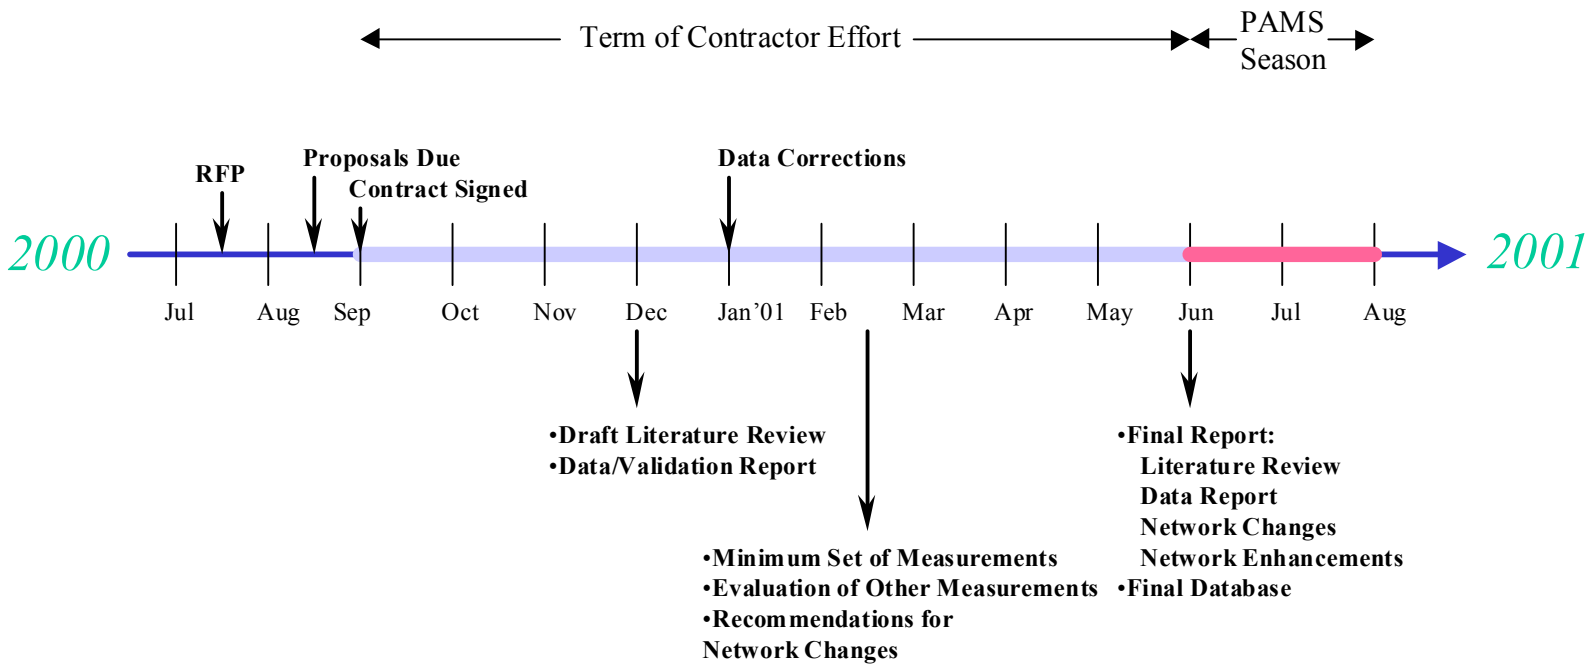 Term of Contractor Effort
PAMS
Season
RFP
Proposals Due
Contract Signed
Data Corrections
2000
2001
Jul
Aug
Sep
Oct
Nov
Dec
Jan’01
Feb
Mar
Apr
May
Jun
Jul
Aug
•Draft Literature Review
•Data/Validation Report
•Minimum Set of Measurements
•Evaluation of Other Measurements
•Recommendations for
Network Changes
•Final Report:
Literature Review
Data Report
Network Changes
Network Enhancements
•Final Database